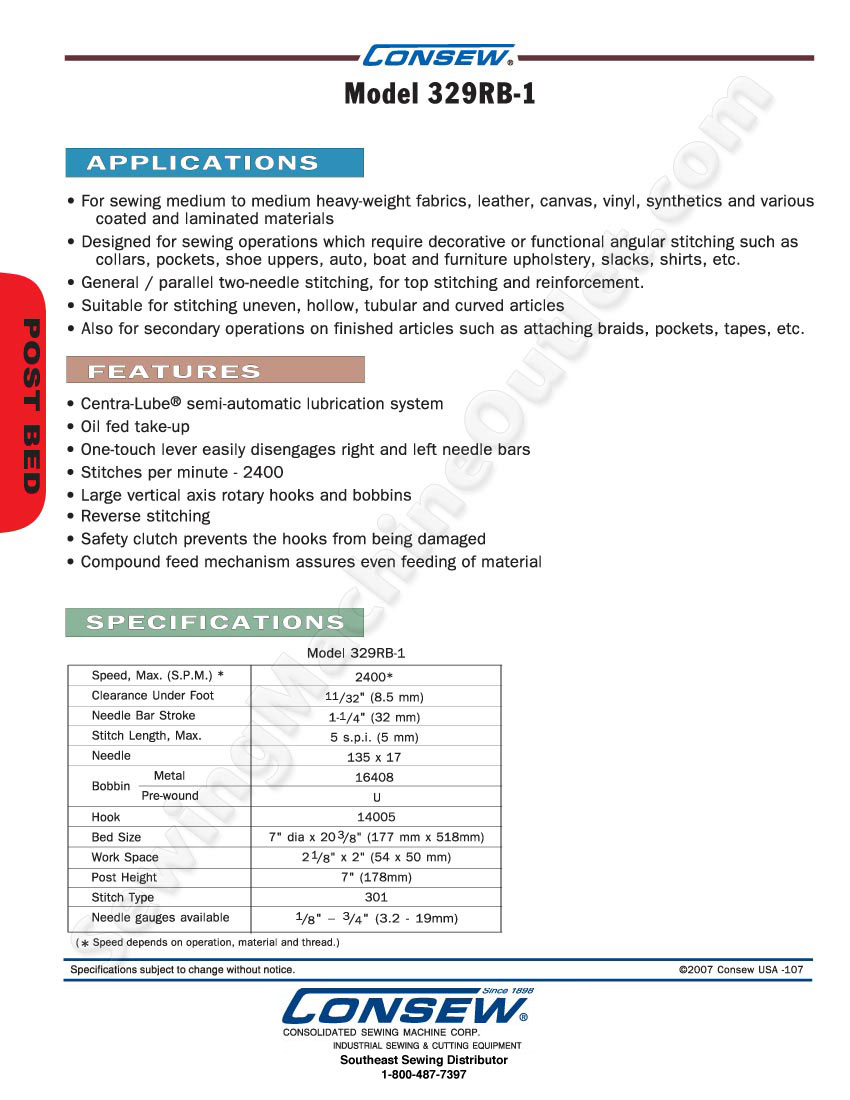 CONSEW®
Model 329RB-1
APPLICATIONS
• For sewing medium to medium heavy-weight fabrics, leather, canvas, vinyl, synthetics and various
coated and laminated materials
• Designed for sewing operations which require decorative or functional angular stitching such as
collars, pockets, shoe uppers, auto, boat and furniture upholstery, slacks, shirts, etc.
• General / parallel two-needle stitching, for top stitching and reinforcement.
• Suitable for stitching uneven, hollow, tubular and curved articles
• Also for secondary operations on finished articles such as attaching braids, pockets, tapes, etc.
POST BED
FEATURES
• Centra-Lube® semi-automatic lubrication system
• Oil fed take-up
• One-touch lever easily disengages right and left needle bars
• Stitches per minute - 2400
• Large vertical axis rotary hooks and bobbins
• Reverse stitching
• Safety clutch prevents the hooks from being damaged
• Compound feed mechanism assures even feeding of material
SPECIFICATIONS
Model 329RB-1
Speed, Max. (S.P.M.) * 2400*
Clearance Under Foot 11/32" (8.5 mm)
Needle Bar Stroke 1-1/4" (32 mm)
Stitch Length, Max. 5 s.p.i. (5 mm)
Needle 135 x 17
Bobbin Metal 16408
Pre-wound U
Hook 14005
Bed Size 7" dia x 20 3/8" (177 mm x 518mm)
Work Space 2 1/8" x 2" (54 x 50 mm)
Post Height 7" (178mm)
Stitch Type 301
Needle gauges available 1/8" – 3/4" (3.2 - 19mm)
(* Speed depends on operation, material and thread.)
Specifications subject to change without notice. ©2007 Consew USA -107
Since 1898
CONSEW®
CONSOLIDATED SEWING MACHINE CORP.
INDUSTRIAL SEWING & CUTTING EQUIPMENT
Southeast Sewing Distributor
1-800-487-7397
SewingMachineOutlet.com